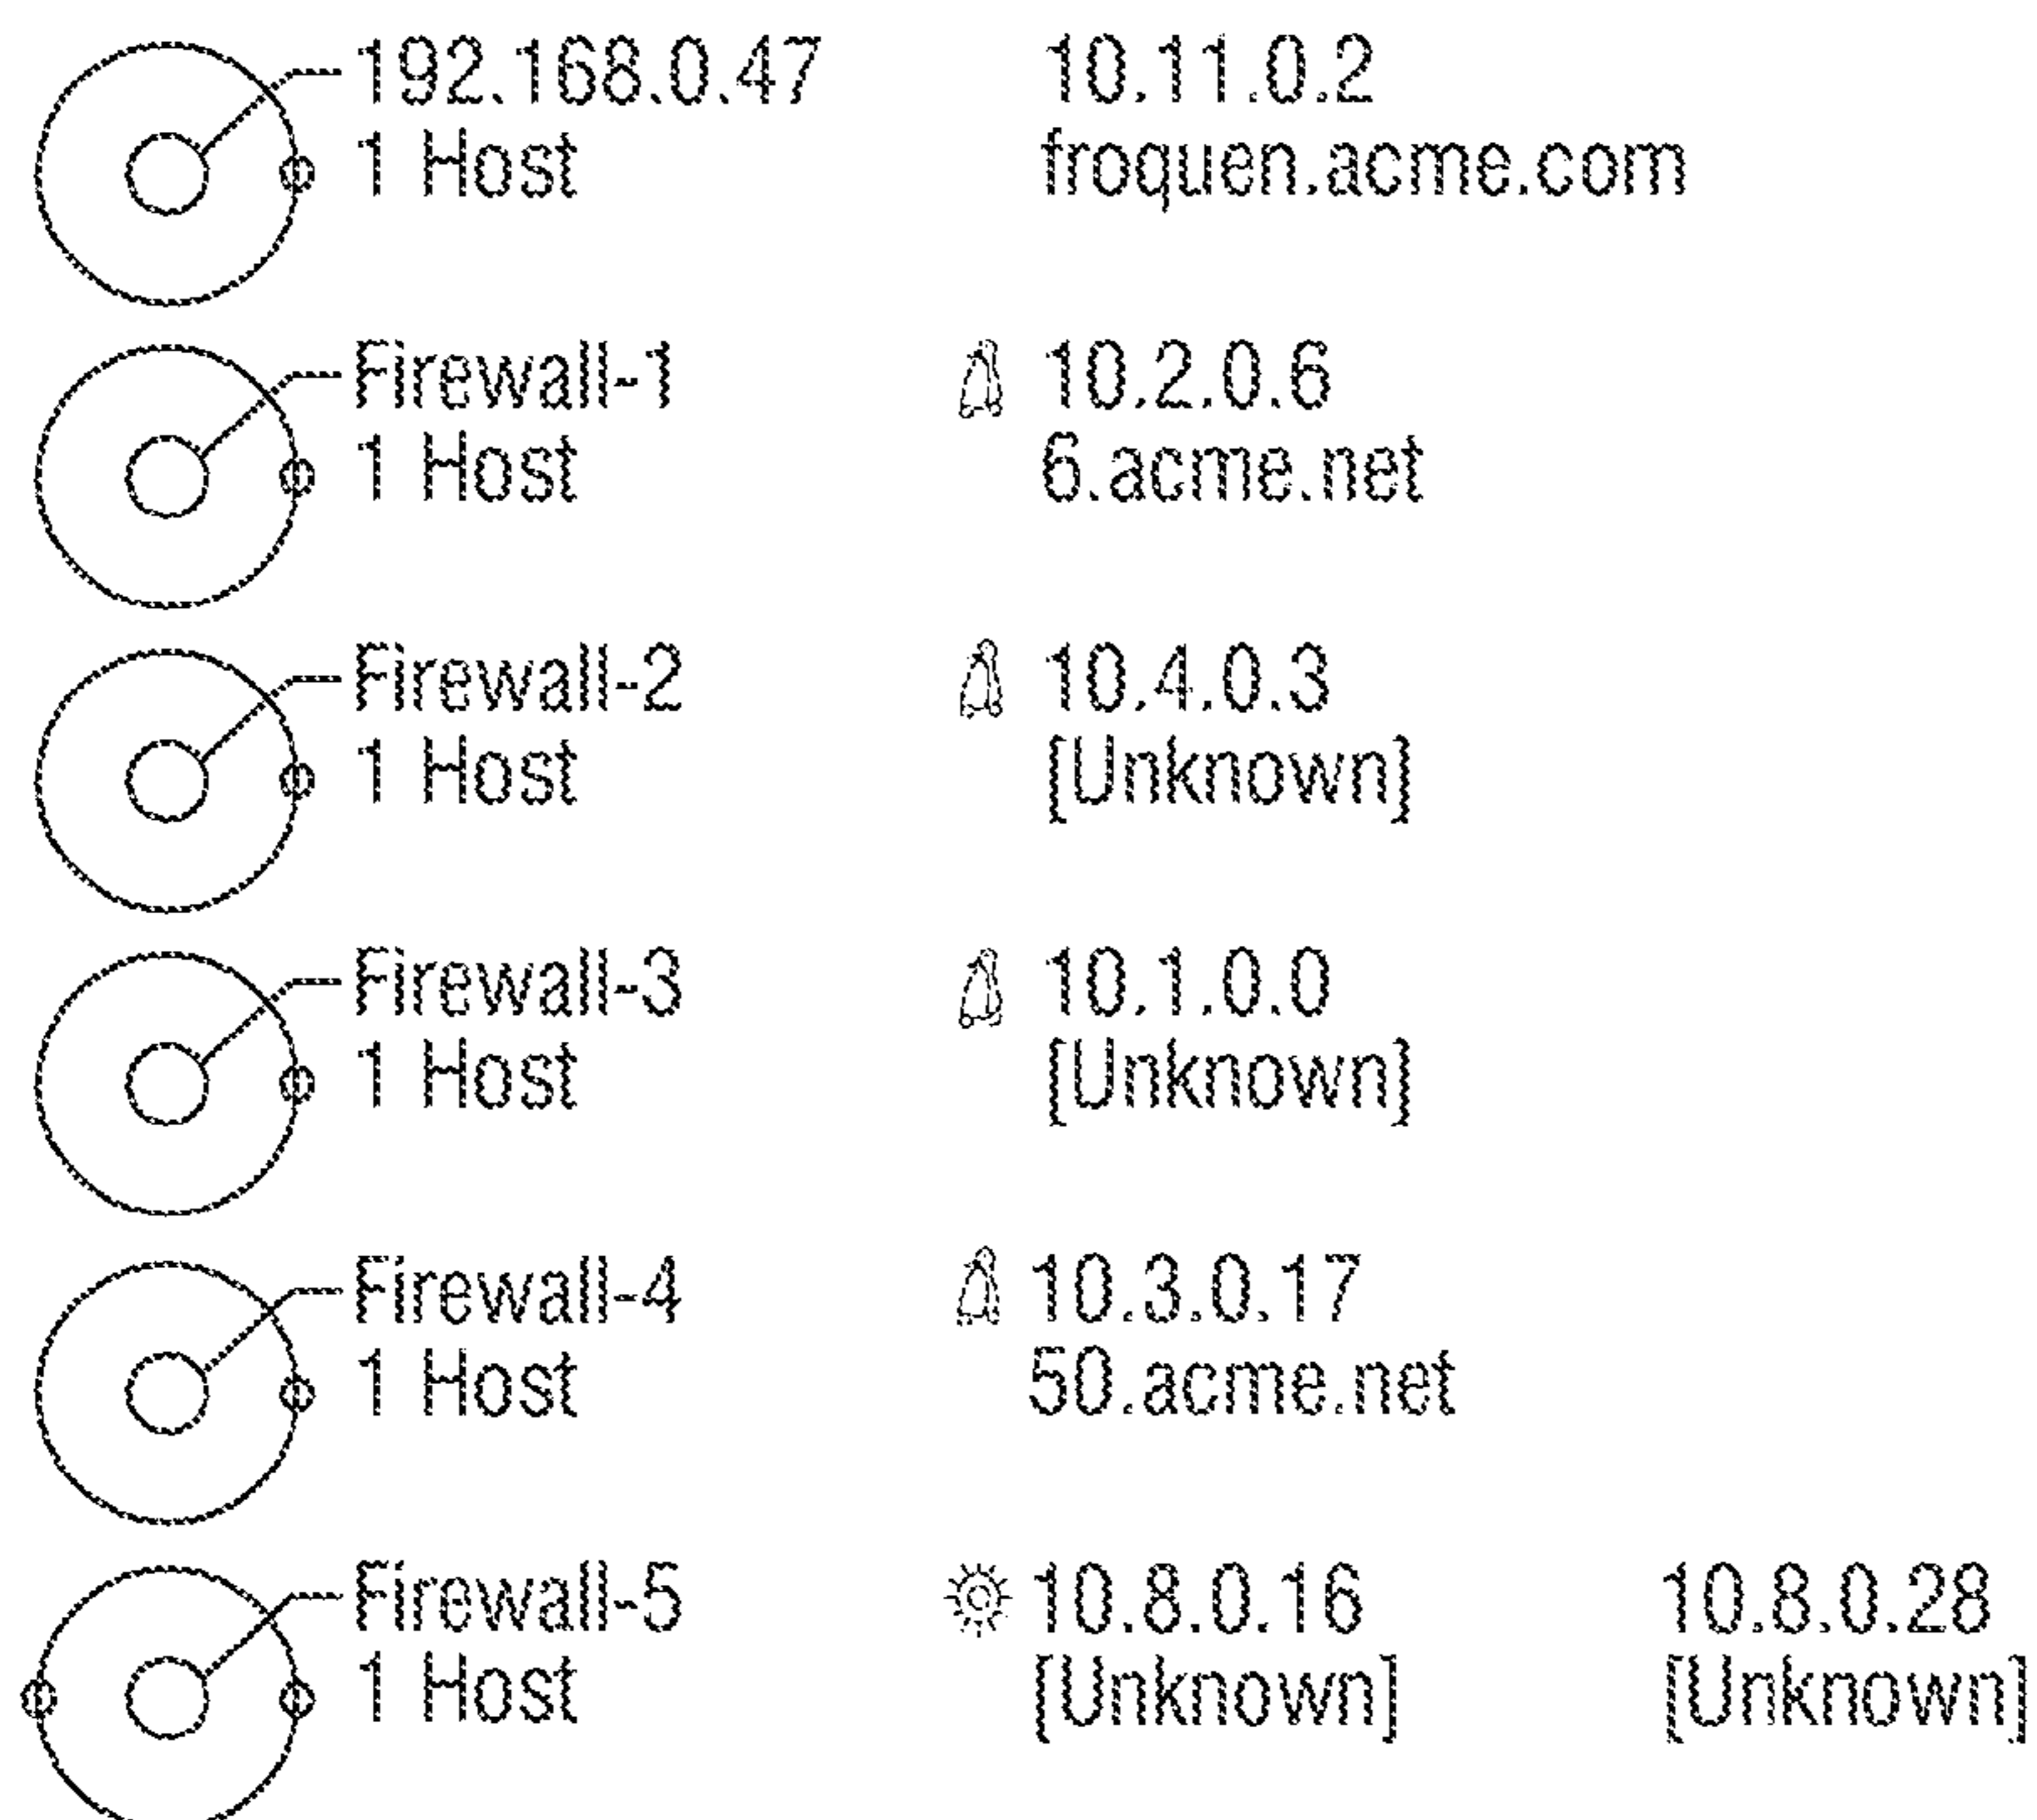 192.168.0.47 10.11.0.2
1 Host froquen.acme.com
Firewall-1 10.2.0.6
1 Host 6.acme.net
Firewall-2 10.4.0.3
1 Host [Unknown]
Firewall-3 10.1.0.0
1 Host [Unknown]
Firewall-4 10.3.0.17
1 Host 50.acme.net
Firewall-5 10.8.0.16 10.8.0.28
1 Host [Unknown] [Unknown]